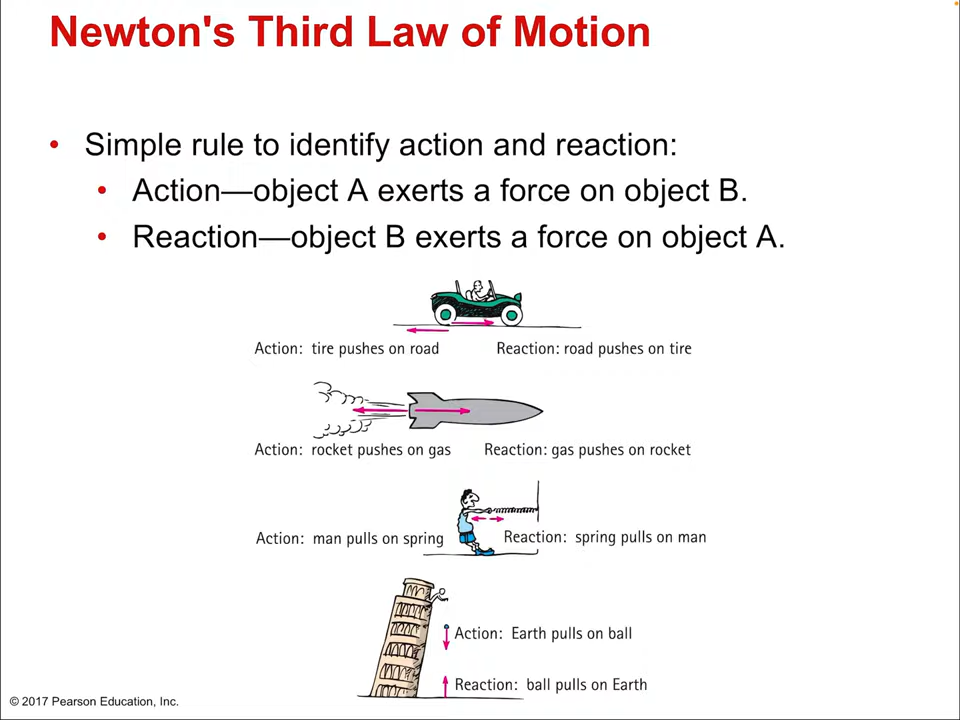 Newton's Third Law of Motion
• Simple rule to identify action and reaction:
• Action—object A exerts a force on object B.
• Reaction—object B exerts a force on object A.
Action: tire pushes on road Reaction: road pushes on tire
Action: rocket pushes on gas Reaction: gas pushes on rocket
Action: man pulls on spring Reaction: spring pulls on man
Action: Earth pulls on ball
Reaction: ball pulls on Earth
© 2017 Pearson Education, Inc.